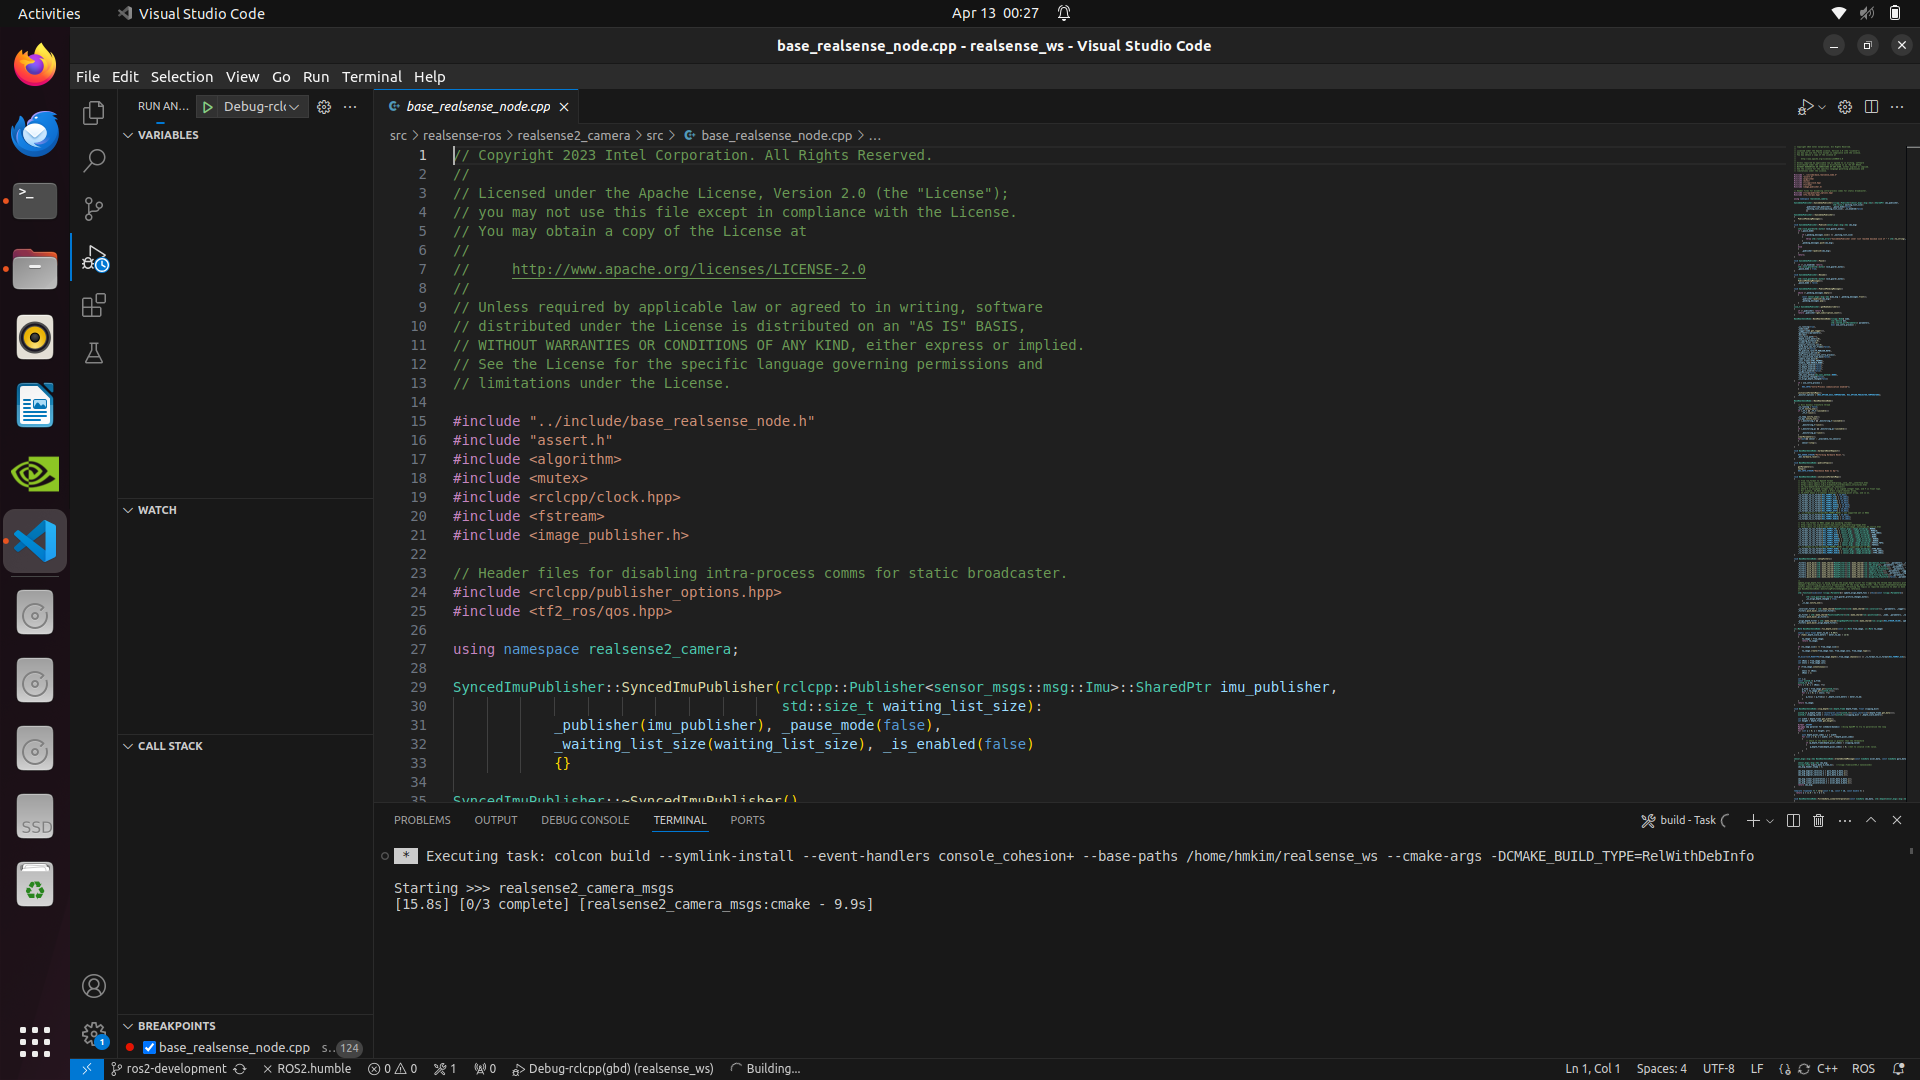 Activities
Visual Studio Code
Apr 13 00:27
base_realsense_node.cpp - realsense_ws - Visual Studio Code
File Edit Selection View Go Run Terminal Help
RUN AN...
Debug-rclc
VARIABLES
WATCH
CALL STACK
BREAKPOINTS
base_realsense_node.cpp s... 124
base_realsense_node.cpp
src > realsense-ros > realsense2_camera > src > base_realsense_node.cpp > ...
1 // Copyright 2023 Intel Corporation. All Rights Reserved.
2 //
3 // Licensed under the Apache License, Version 2.0 (the "License");
4 // you may not use this file except in compliance with the License.
5 // You may obtain a copy of the License at
6 //
7 //     http://www.apache.org/licenses/LICENSE-2.0
8 //
9 // Unless required by applicable law or agreed to in writing, software
10 // distributed under the License is distributed on an "AS IS" BASIS,
11 // WITHOUT WARRANTIES OR CONDITIONS OF ANY KIND, either express or implied.
12 // See the License for the specific language governing permissions and
13 // limitations under the License.
14
15 #include "../include/base_realsense_node.h"
16 #include "assert.h"
17 #include <algorithm>
18 #include <mutex>
19 #include <rclcpp/clock.hpp>
20 #include <fstream>
21 #include <image_publisher.h>
22
23 // Header files for disabling intra-process comms for static broadcaster.
24 #include <rclcpp/publisher_options.hpp>
25 #include <tf2_ros/qos.hpp>
26
27 using namespace realsense2_camera;
28
29 SyncedImuPublisher::SyncedImuPublisher(rclcpp::Publisher<sensor_msgs::msg::Imu>::SharedPtr imu_publisher,
30                                        std::size_t waiting_list_size):
31             _publisher(imu_publisher), _pause_mode(false),
32             _waiting_list_size(waiting_list_size), _is_enabled(false)
33             {}
34
35 SyncedImuPublisher::~SyncedImuPublisher()
PROBLEMS OUTPUT DEBUG CONSOLE TERMINAL PORTS
build - Task
* Executing task: colcon build --symlink-install --event-handlers console_cohesion+ --base-paths /home/hmkim/realsense_ws --cmake-args -DCMAKE_BUILD_TYPE=RelWithDebInfo
Starting >>> realsense2_camera_msgs
[15.8s] [0/3 complete] [realsense2_camera_msgs:cmake - 9.9s]
SSD
1
ros2-development ROS2.humble 0 0 1 0 Debug-rclcpp(gbd) (realsense_ws) Building...
Ln 1, Col 1 Spaces: 4 UTF-8 LF C++ ROS